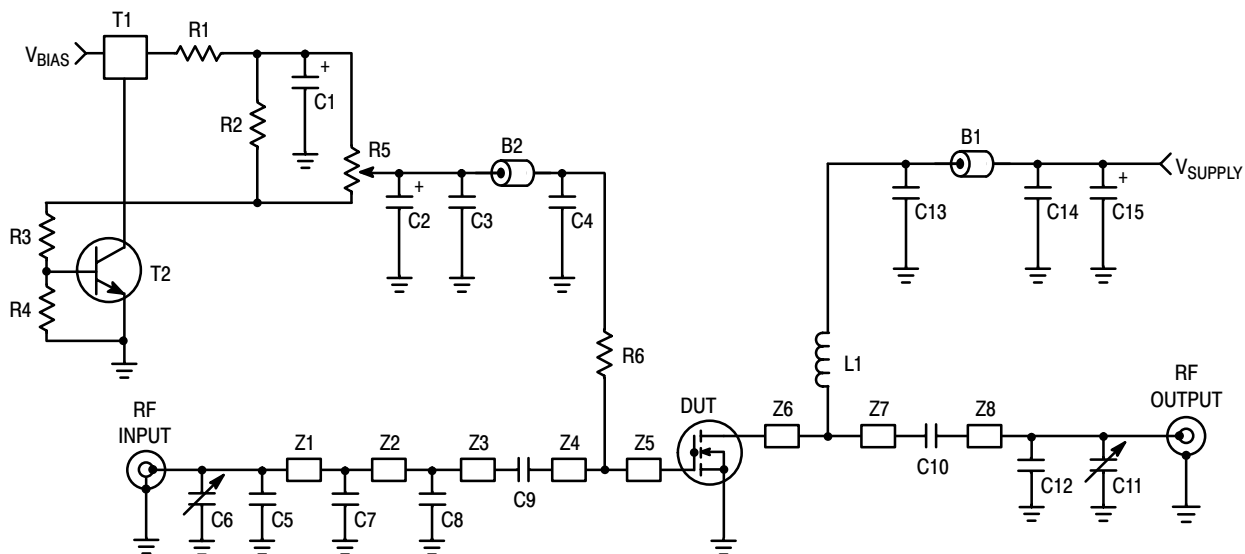 T1
V_BIAS
R1
+
C1
R2
R5
B2
B1
V_SUPPLY
+
C2
C3
C4
C13
C14
+
C15
R3
T2
R4
R6
L1
RF
INPUT
DUT
RF
OUTPUT
Z1
Z2
Z3
Z4
Z5
Z6
Z7
Z8
C6
C5
C7
C8
C9
C10
C12
C11